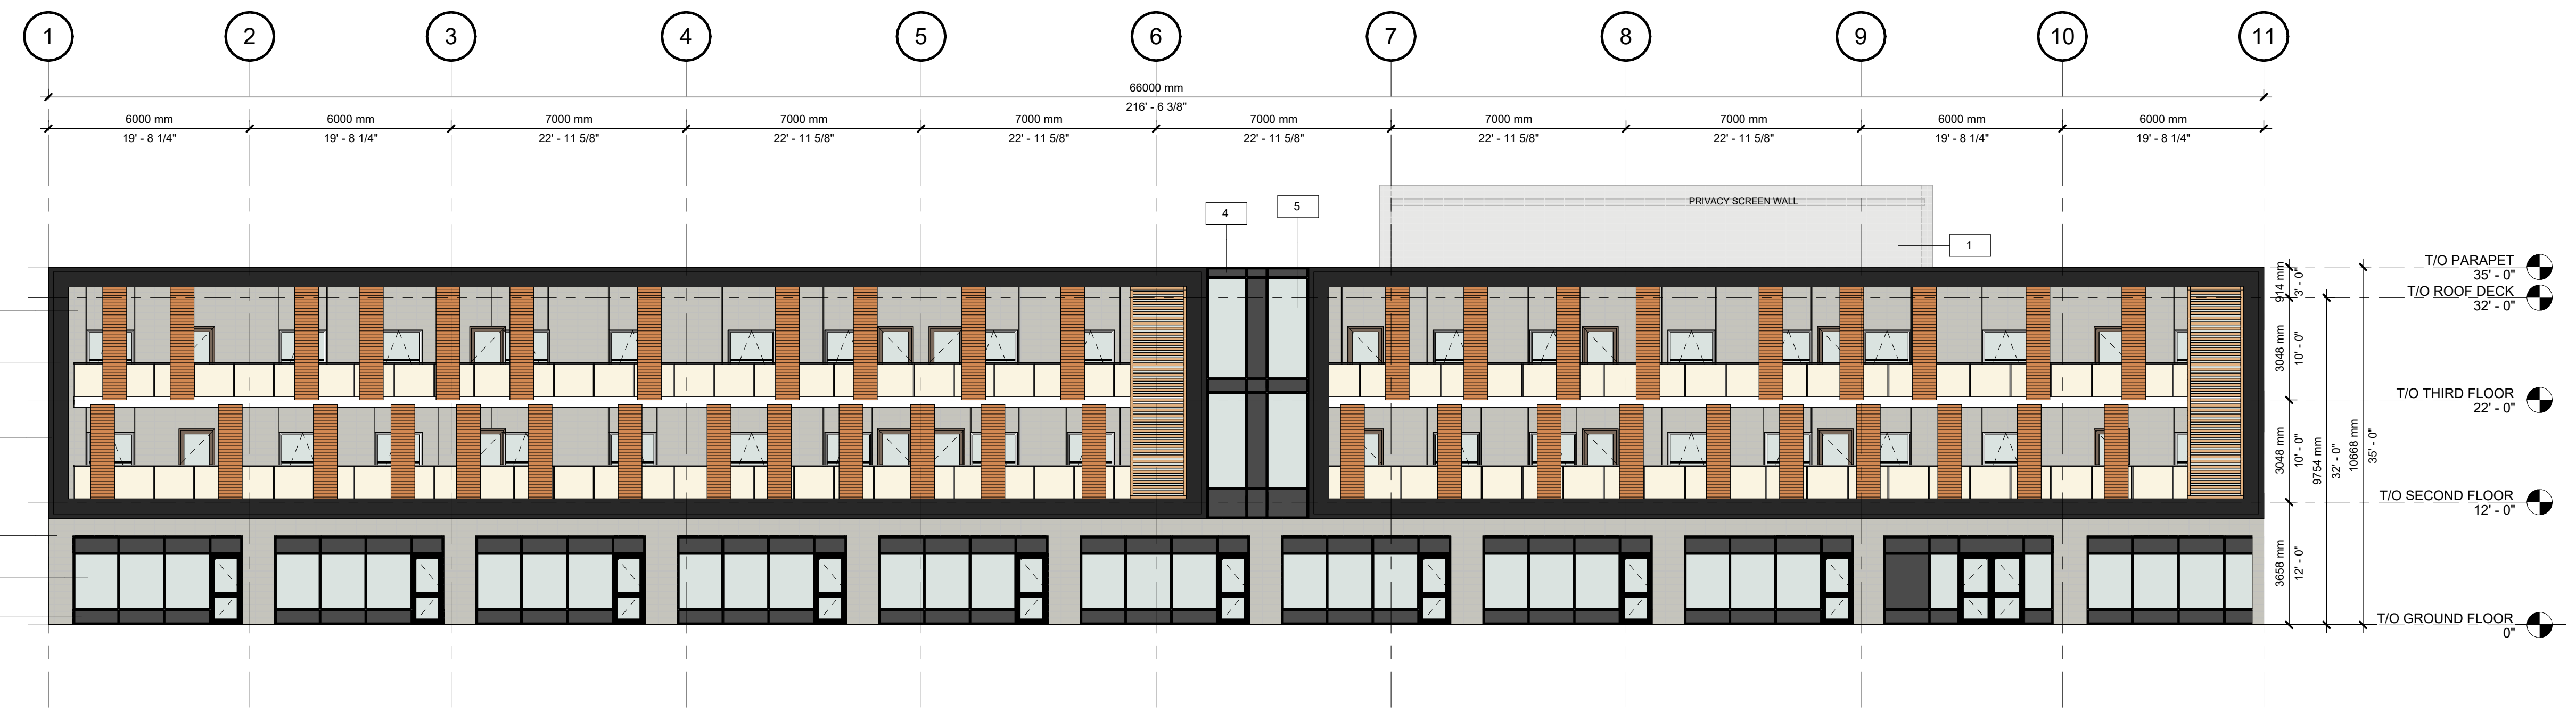 1 2 3 4 5 6 7 8 9 10 11
66000 mm
216' - 6 3/8"
6000 mm 6000 mm 7000 mm 7000 mm 7000 mm 7000 mm 7000 mm 7000 mm 6000 mm 6000 mm
19' - 8 1/4" 19' - 8 1/4" 22' - 11 5/8" 22' - 11 5/8" 22' - 11 5/8" 22' - 11 5/8" 22' - 11 5/8" 22' - 11 5/8" 19' - 8 1/4" 19' - 8 1/4"
PRIVACY SCREEN WALL
4
5
1
T/O PARAPET
35' - 0"
T/O ROOF DECK
32' - 0"
T/O THIRD FLOOR
22' - 0"
T/O SECOND FLOOR
12' - 0"
T/O GROUND FLOOR
0"
914 mm
3' - 0"
3048 mm
10' - 0"
3048 mm
10' - 0"
3658 mm
12' - 0"
9754 mm
32' - 0"
10668 mm
35' - 0"